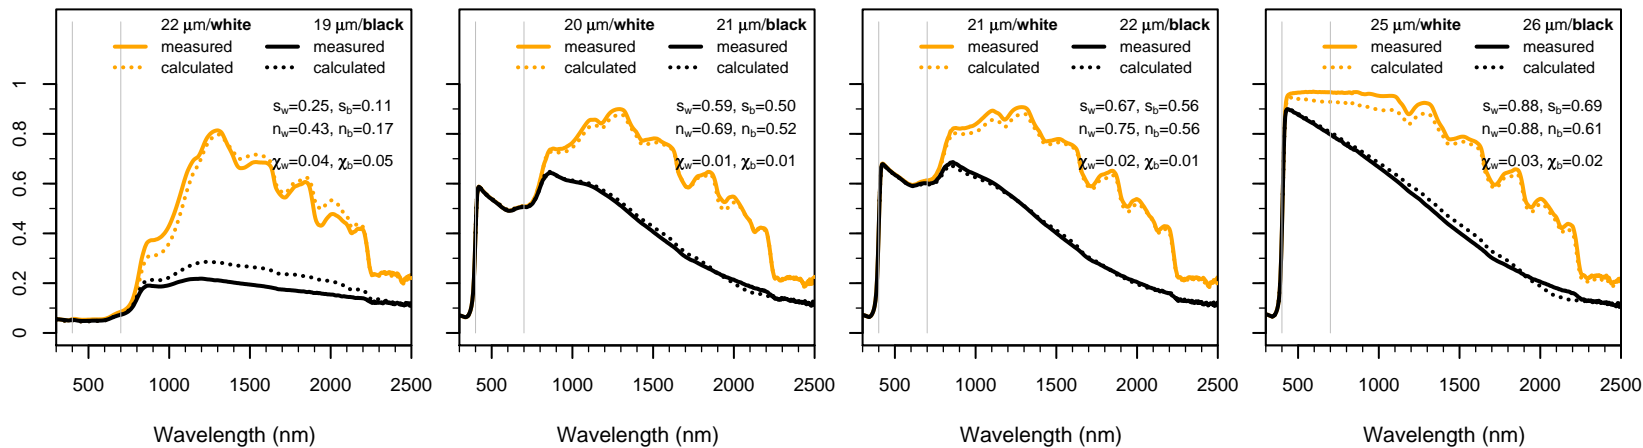 22 μm/white 19 μm/black
measured measured
calculated calculated
s_w=0.25, s_b=0.11
n_w=0.43, n_b=0.17
χ_w=0.04, χ_b=0.05
0 0.2 0.4 0.6 0.8 1
500 1000 1500 2000 2500
Wavelength (nm)
20 μm/white 21 μm/black
measured measured
calculated calculated
s_w=0.59, s_b=0.50
n_w=0.69, n_b=0.52
χ_w=0.01, χ_b=0.01
500 1000 1500 2000 2500
Wavelength (nm)
21 μm/white 22 μm/black
measured measured
calculated calculated
s_w=0.67, s_b=0.56
n_w=0.75, n_b=0.56
χ_w=0.02, χ_b=0.01
500 1000 1500 2000 2500
Wavelength (nm)
25 μm/white 26 μm/black
measured measured
calculated calculated
s_w=0.88, s_b=0.69
n_w=0.88, n_b=0.61
χ_w=0.03, χ_b=0.02
500 1000 1500 2000 2500
Wavelength (nm)